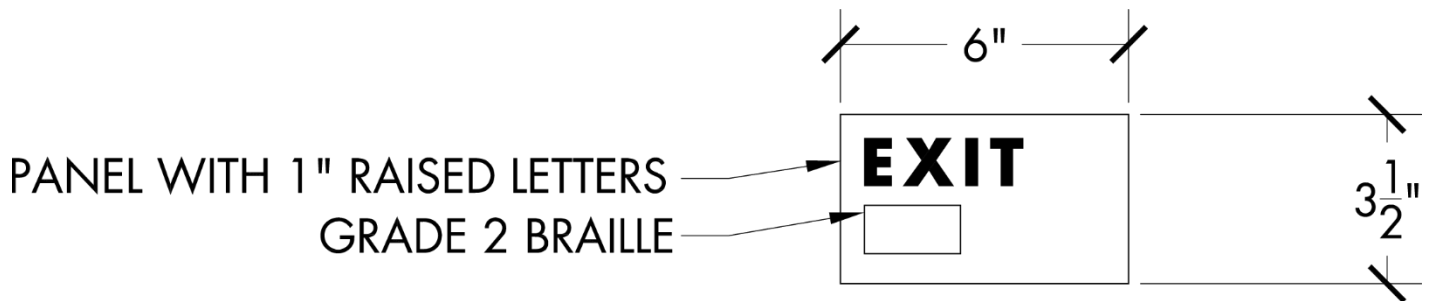 6"
PANEL WITH 1" RAISED LETTERS
EXIT
GRADE 2 BRAILLE
3 1/2"